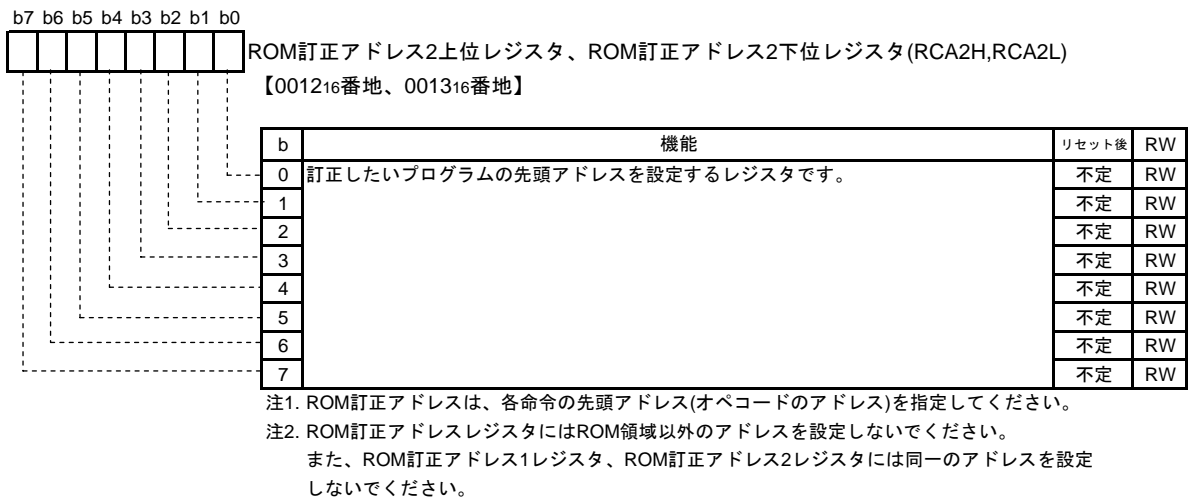 b7 b6 b5 b4 b3 b2 b1 b0
ROM訂正アドレス2上位レジスタ、ROM訂正アドレス2下位レジスタ(RCA2H,RCA2L)
【001216番地、001316番地】
b 機能 リセット後 RW
0 訂正したいプログラムの先頭アドレスを設定するレジスタです。 不定 RW
1 不定 RW
2 不定 RW
3 不定 RW
4 不定 RW
5 不定 RW
6 不定 RW
7 不定 RW
注1. ROM訂正アドレスは、各命令の先頭アドレス(オペコードのアドレス)を指定してください。
注2. ROM訂正アドレスレジスタにはROM領域以外のアドレスを設定しないでください。
また、ROM訂正アドレス1レジスタ、ROM訂正アドレス2レジスタには同一のアドレスを設定
しないでください。